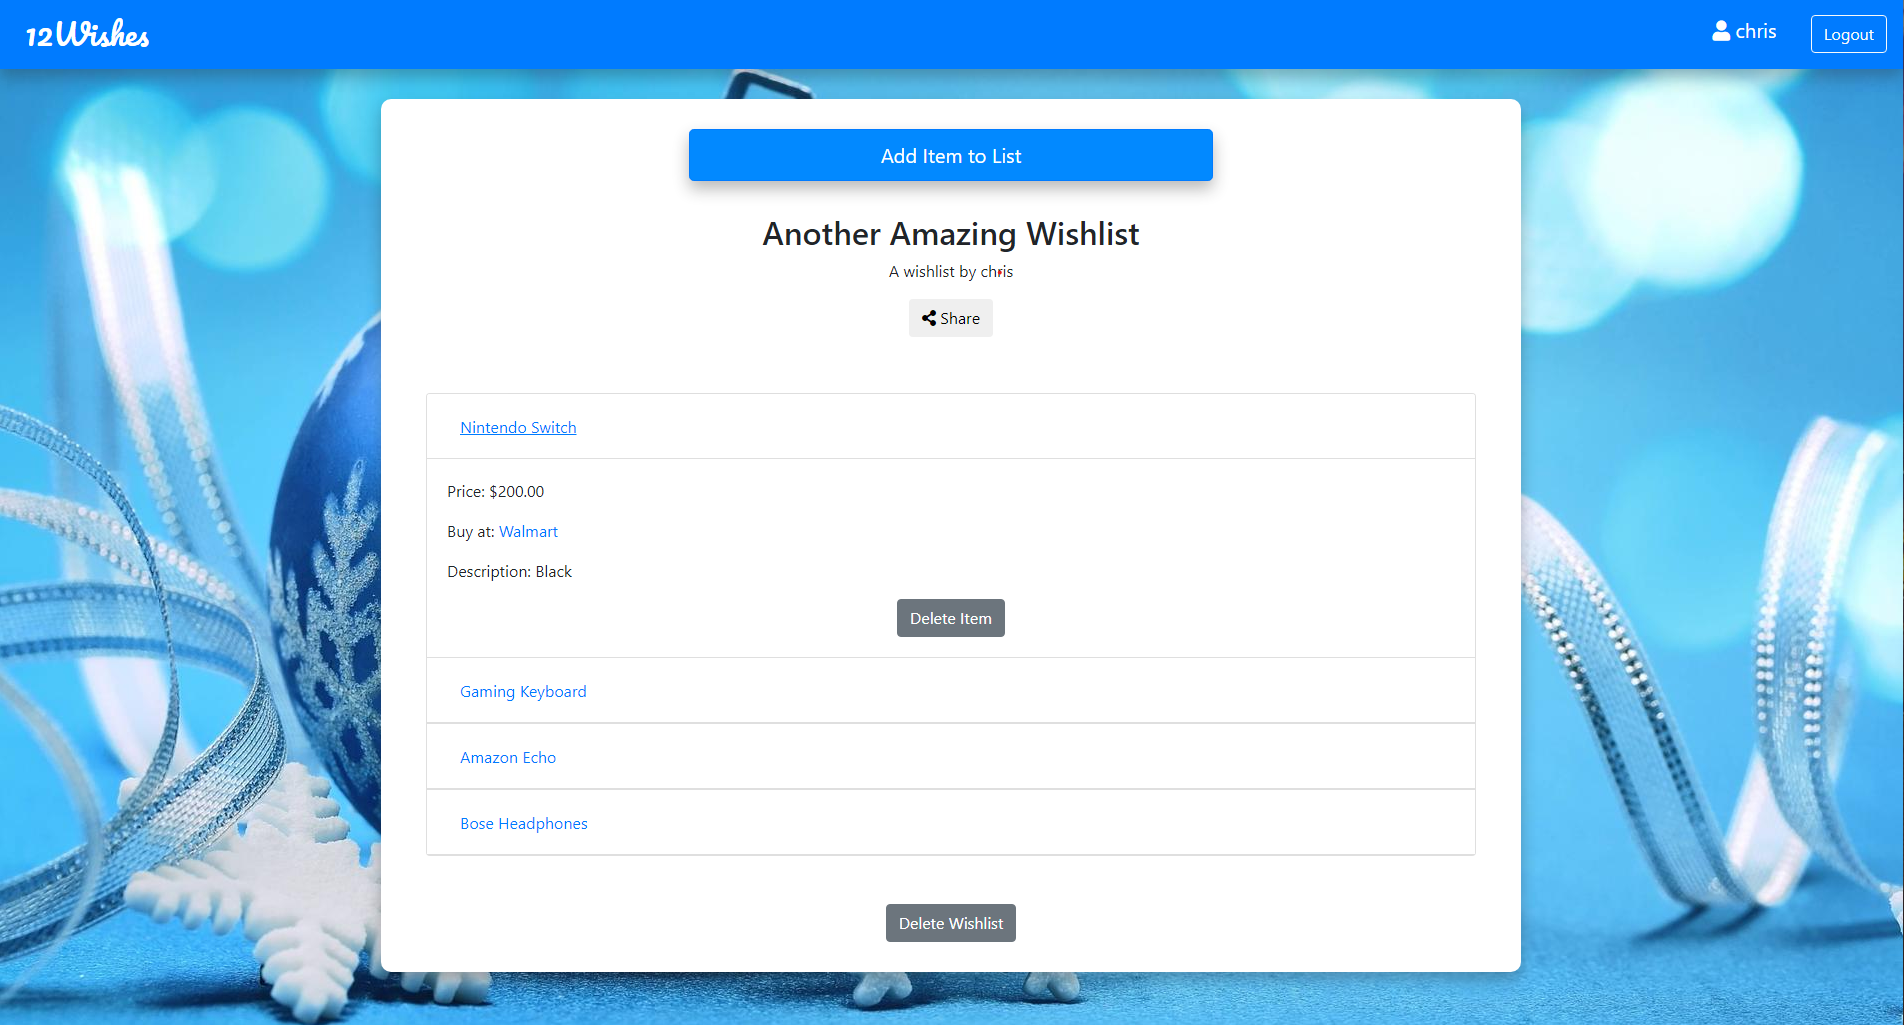 12Wishes
chris
Logout
Add Item to List
Another Amazing Wishlist
A wishlist by chris
Share
Nintendo Switch
Price: $200.00
Buy at: Walmart
Description: Black
Delete Item
Gaming Keyboard
Amazon Echo
Bose Headphones
Delete Wishlist